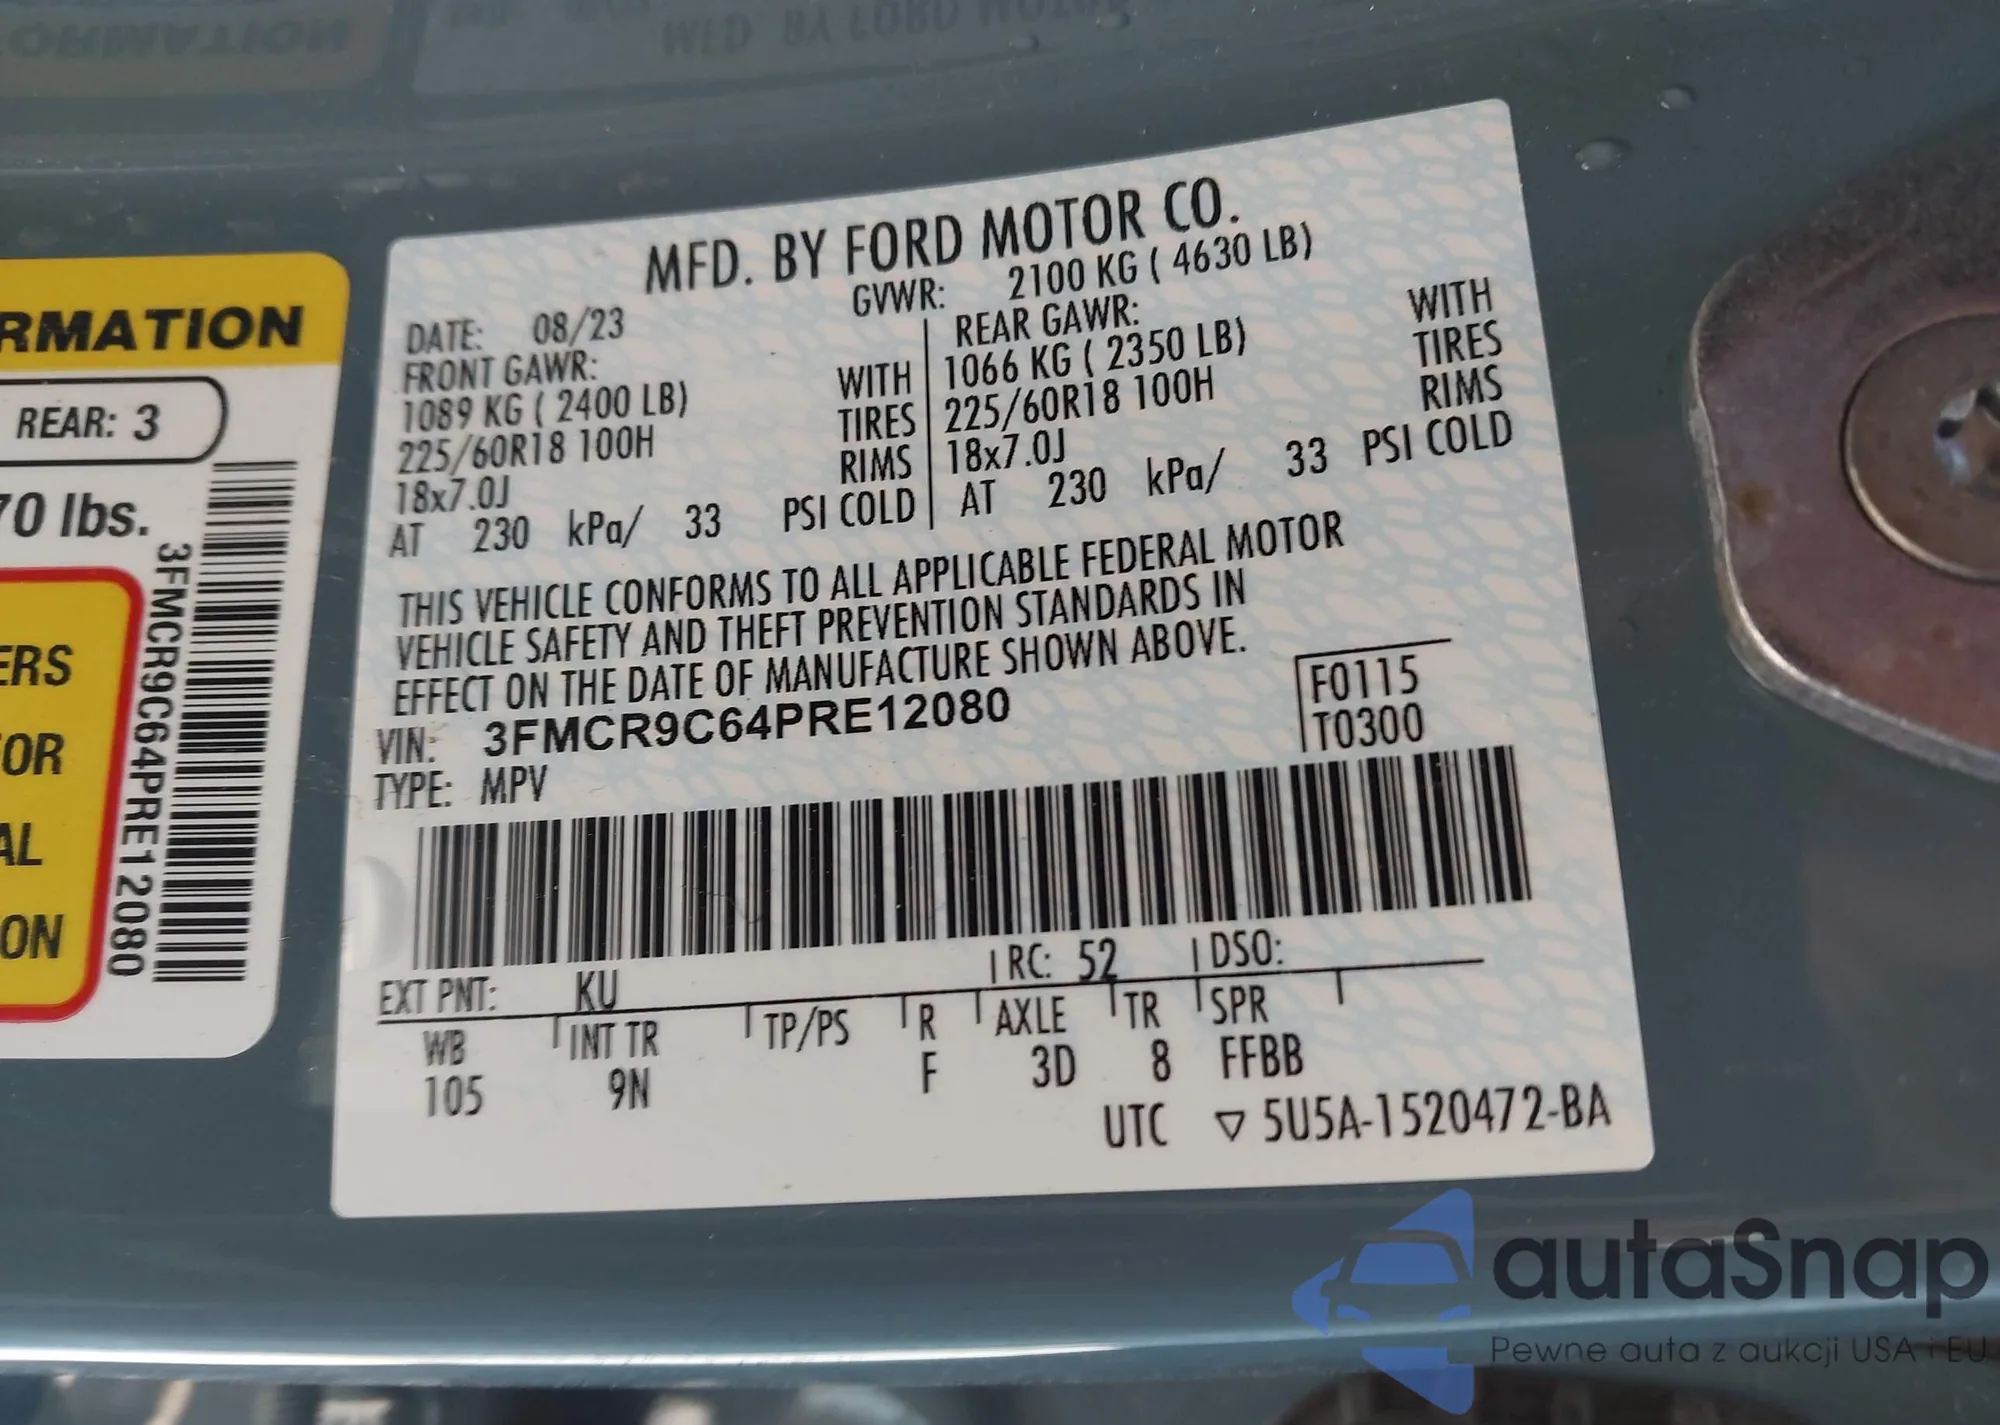 RMATION
REAR: 3
70 lbs.
ERS
OR
AL
ON
3FMCR9C64PRE12080
MFD. BY FORD MOTOR CO.
DATE: 08/23 GVWR: 2100 KG ( 4630 LB)
FRONT GAWR: REAR GAWR:
1089 KG ( 2400 LB) WITH 1066 KG ( 2350 LB) WITH
225/60R18 100H TIRES 225/60R18 100H TIRES
18x7.0J RIMS 18x7.0J RIMS
AT 230 kPa/ 33 PSI COLD AT 230 kPa/ 33 PSI COLD
THIS VEHICLE CONFORMS TO ALL APPLICABLE FEDERAL MOTOR
VEHICLE SAFETY AND THEFT PREVENTION STANDARDS IN
EFFECT ON THE DATE OF MANUFACTURE SHOWN ABOVE.
VIN: 3FMCR9C64PRE12080
TYPE: MPV
F0115
T0300
EXT PNT: KU RC: 52 DSO:
WB INT TR TP/PS R AXLE TR SPR
105 9N F 3D 8 FFBB
UTC ▽ 5U5A-1520472-BA
autaSnap
Pewne auta z aukcji USA i EU